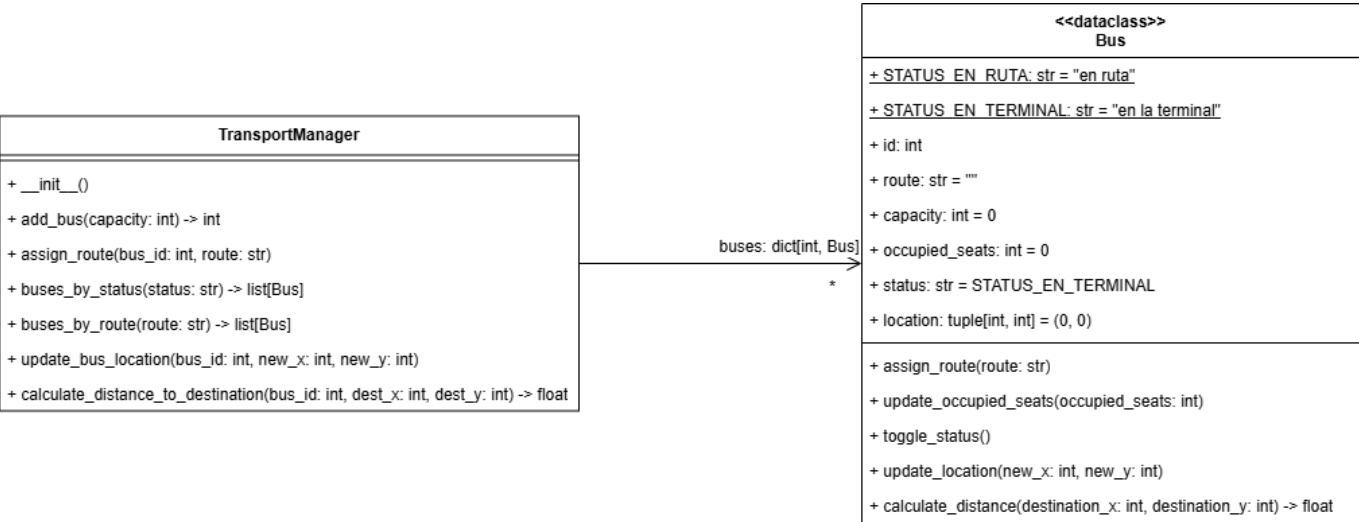 TransportManager
+ __init__()
+ add_bus(capacity: int) -> int
+ assign_route(bus_id: int, route: str)
+ buses_by_status(status: str) -> list[Bus]
+ buses_by_route(route: str) -> list[Bus]
+ update_bus_location(bus_id: int, new_x: int, new_y: int)
+ calculate_distance_to_destination(bus_id: int, dest_x: int, dest_y: int) -> float
buses: dict[int, Bus]
*
<<dataclass>>
Bus
+ STATUS_EN_RUTA: str = "en ruta"
+ STATUS_EN_TERMINAL: str = "en la terminal"
+ id: int
+ route: str = ""
+ capacity: int = 0
+ occupied_seats: int = 0
+ status: str = STATUS_EN_TERMINAL
+ location: tuple[int, int] = (0, 0)
+ assign_route(route: str)
+ update_occupied_seats(occupied_seats: int)
+ toggle_status()
+ update_location(new_x: int, new_y: int)
+ calculate_distance(destination_x: int, destination_y: int) -> float